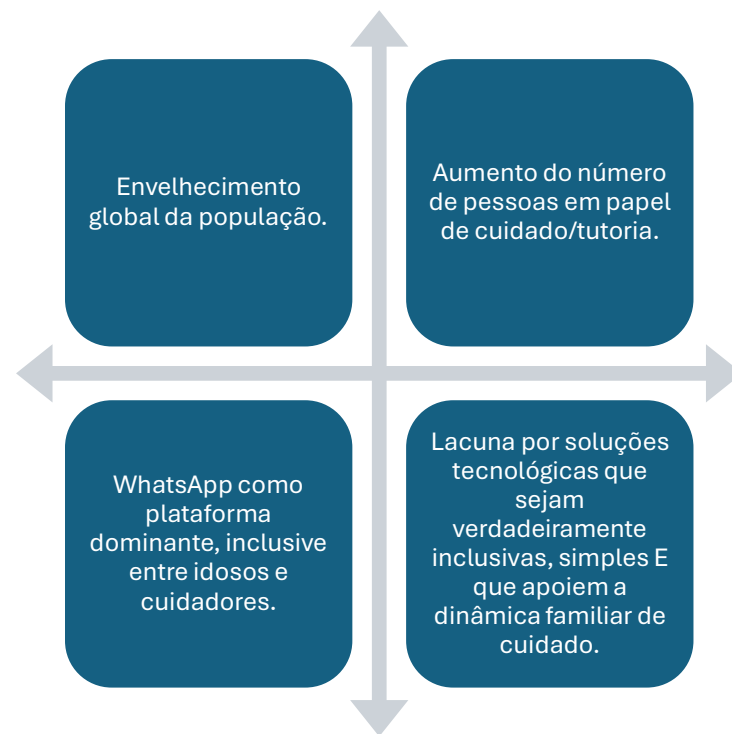 Envelhecimento
global da população.
Aumento do número
de pessoas em papel
de cuidado/tutoria.
WhatsApp como
plataforma
dominante, inclusive
entre idosos e
cuidadores.
Lacuna por soluções
tecnológicas que
sejam
verdadeiramente
inclusivas, simples E
que apoiem a
dinâmica familiar de
cuidado.